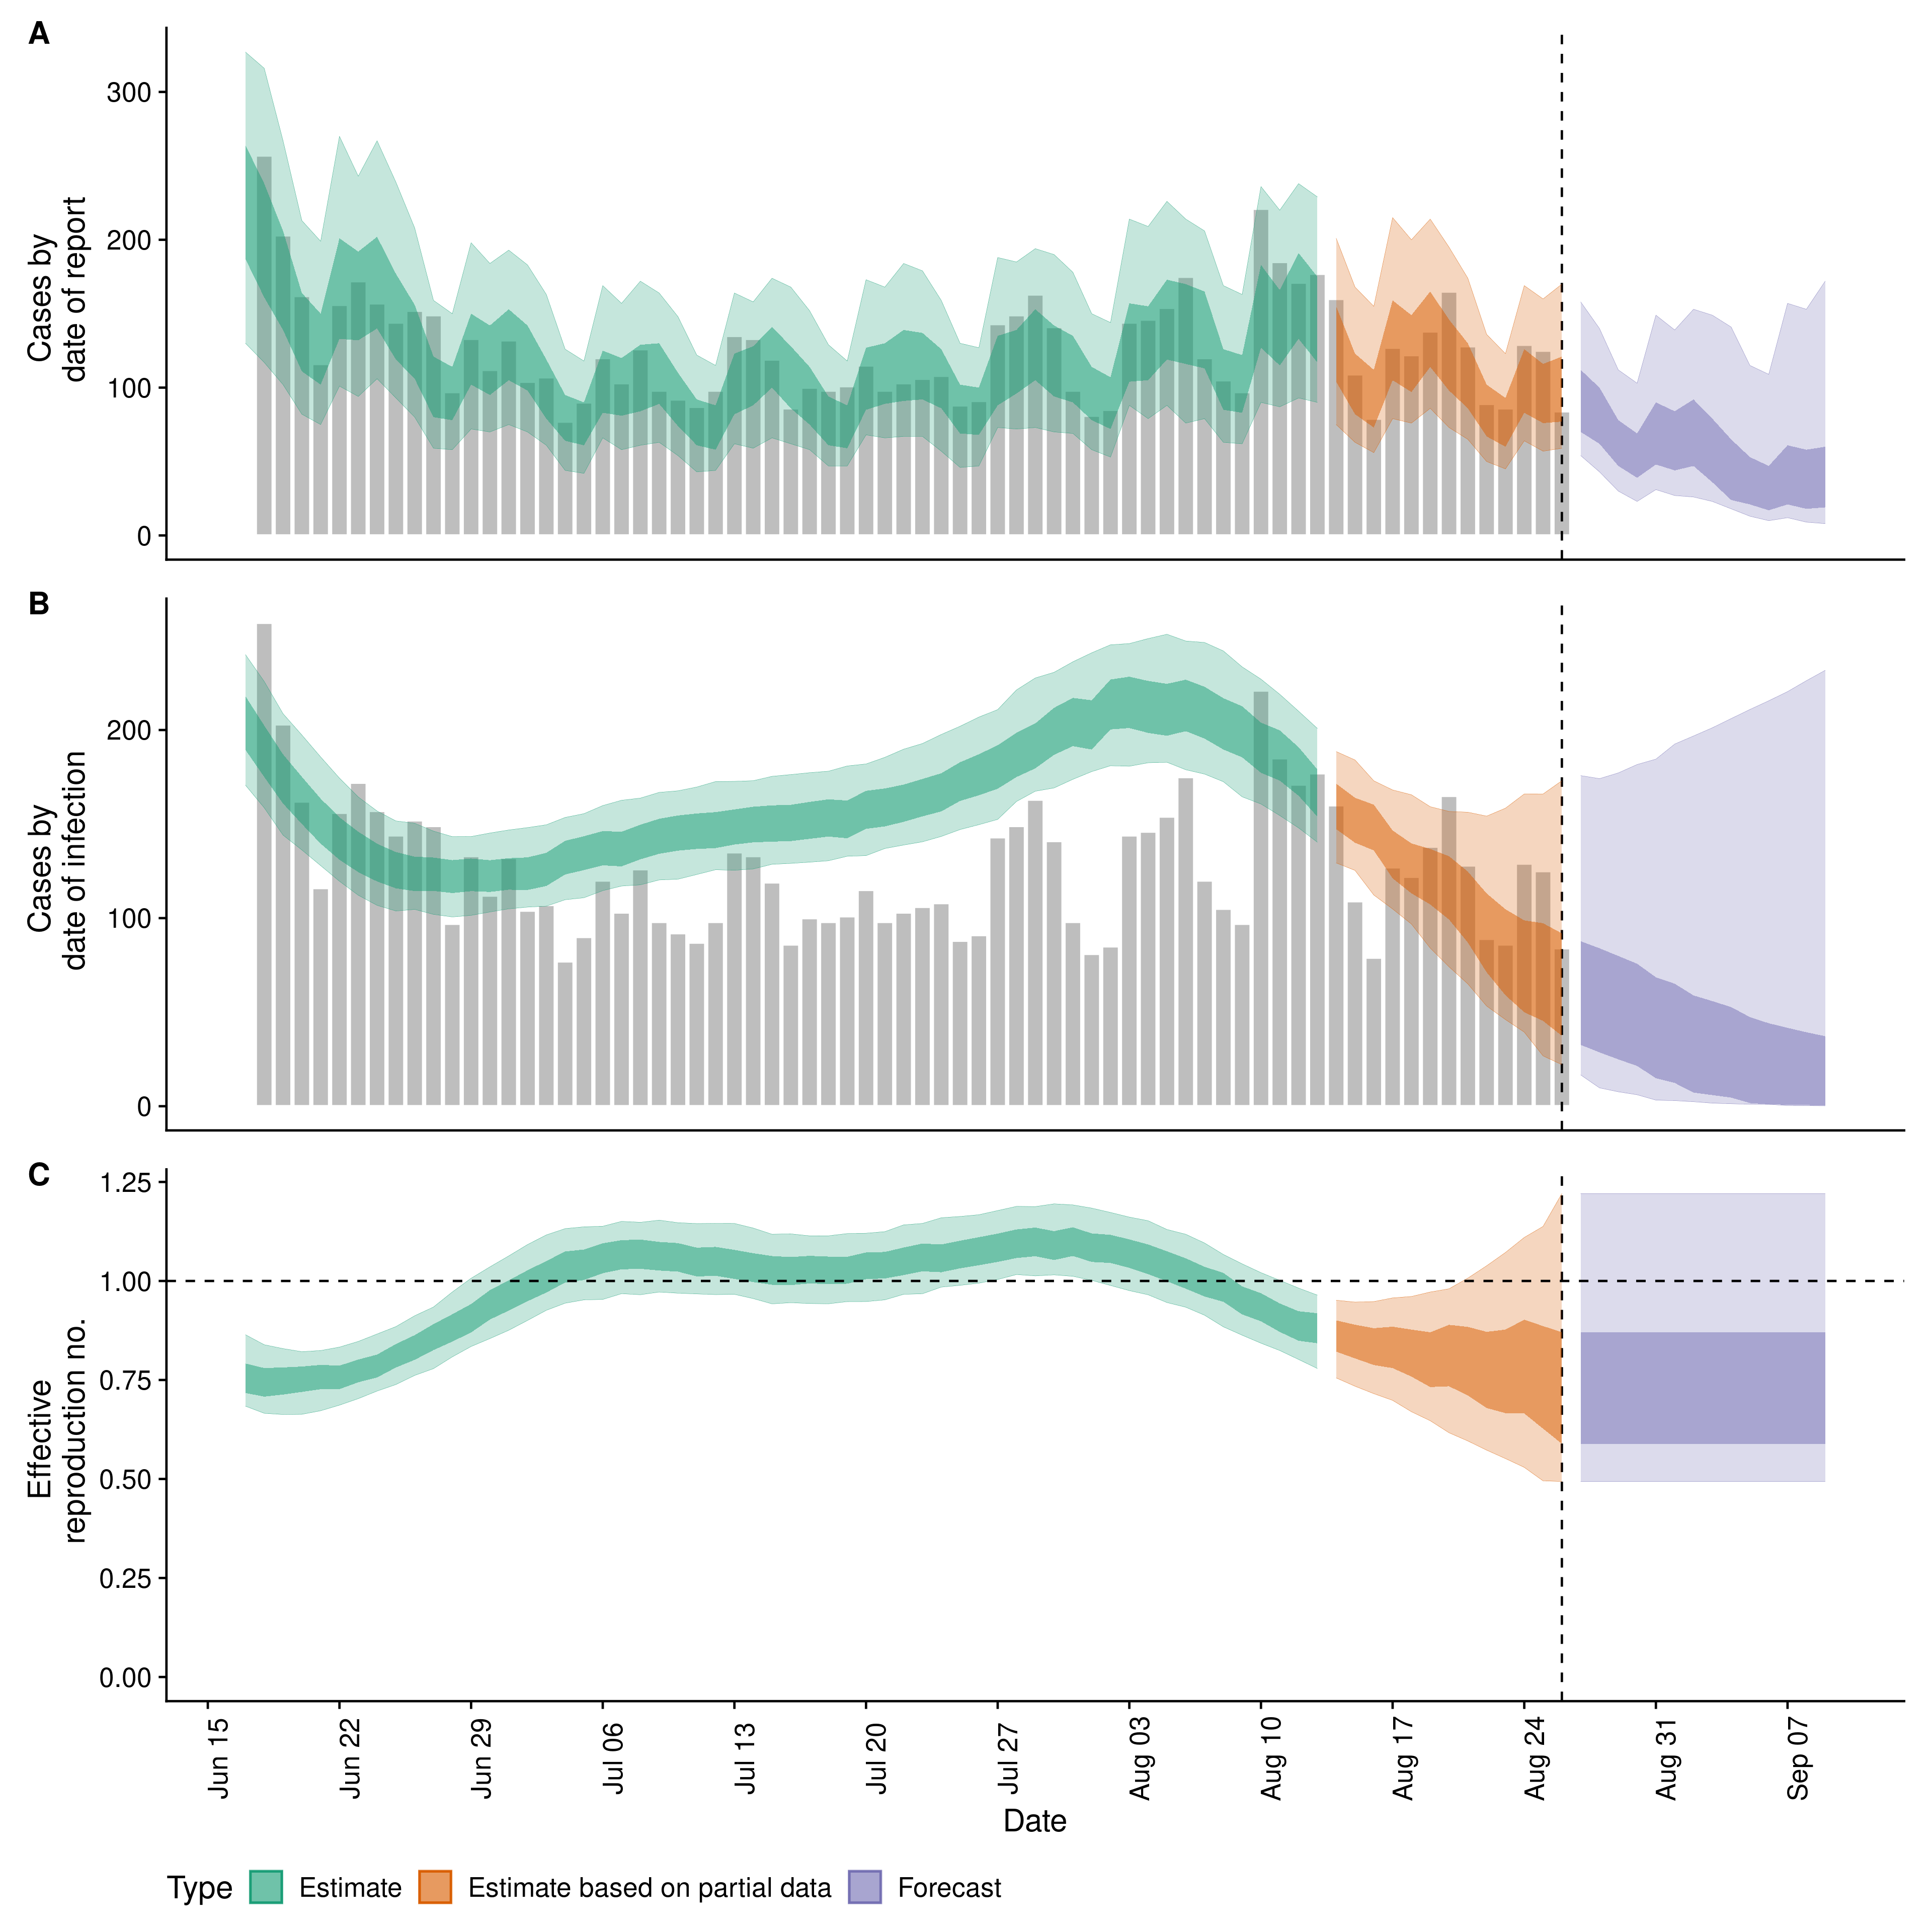 A
Cases by
date of report
300
200
100
0
B
Cases by
date of infection
200
100
0
C
Effective
reproduction no.
1.25
1.00
0.75
0.50
0.25
0.00
Jun 15
Jun 22
Jun 29
Jul 06
Jul 13
Jul 20
Jul 27
Aug 03
Aug 10
Aug 17
Aug 24
Aug 31
Sep 07
Date
Type Estimate Estimate based on partial data Forecast